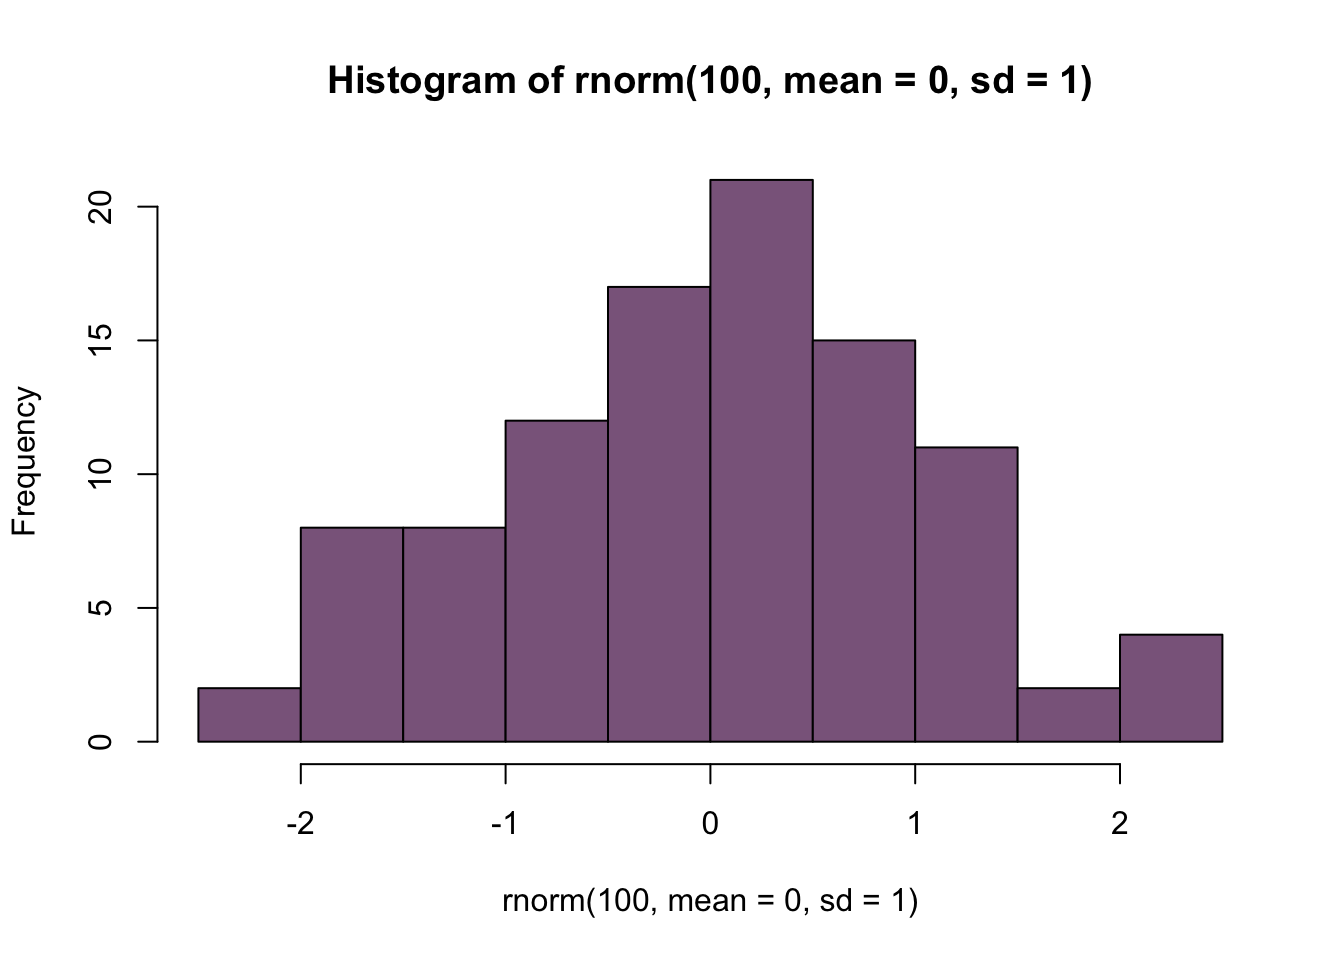 Histogram of rnorm(100, mean = 0, sd = 1)
Frequency
20
15
10
5
0
-2 -1 0 1 2
rnorm(100, mean = 0, sd = 1)